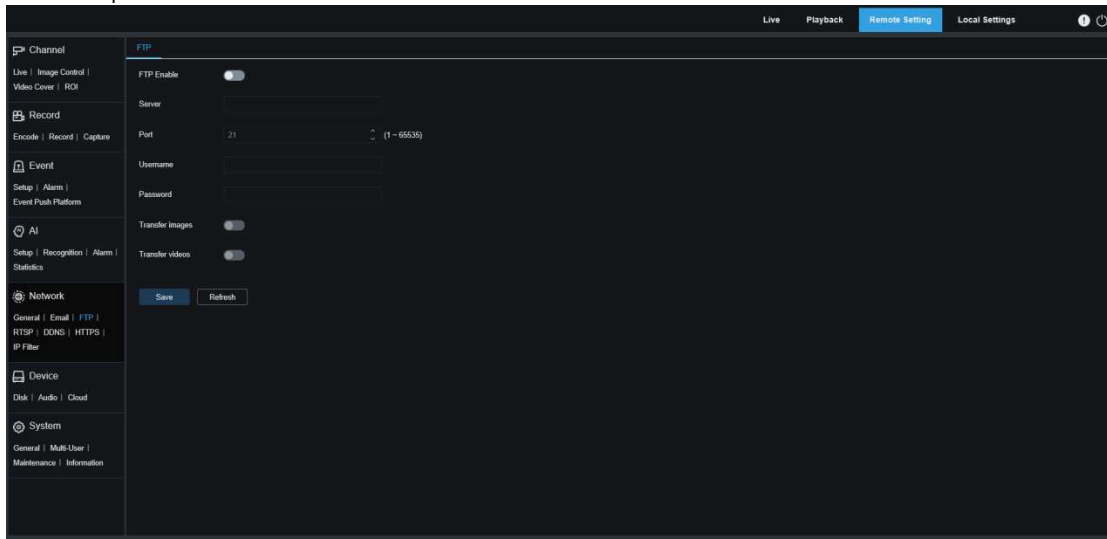 Live Playback Remote Setting Local Settings
Channel
Live | Image Control |
Video Cover | ROI
Record
Encode | Record | Capture
Event
Setup | Alarm |
Event Push Platform
AI
Setup | Recognition | Alarm |
Statistics
Network
General | Email | FTP |
RTSP | DDNS | HTTPS |
IP Filter
Device
Disk | Audio | Cloud
System
General | Multi-User |
Maintenance | Information
FTP
FTP Enable
Server
Port 21 (1 ~ 65535)
Username
Password
Transfer images
Transfer videos
Save Refresh